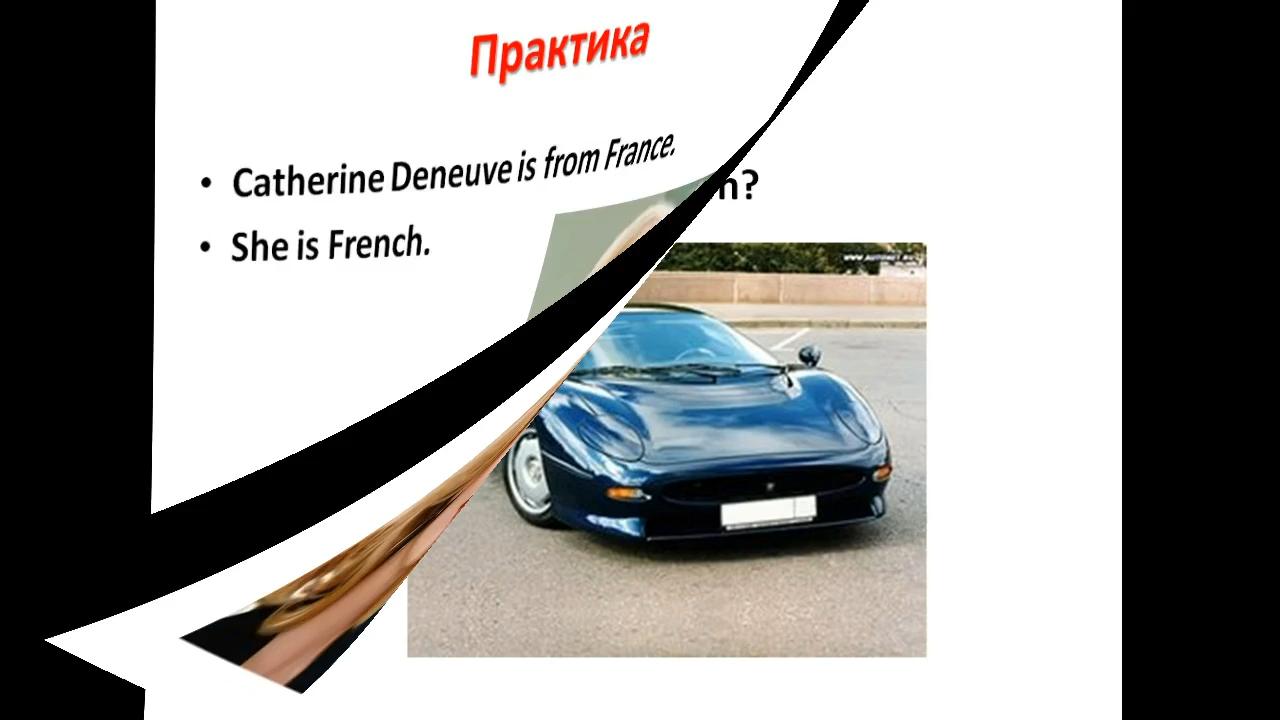 Практика
Catherine Deneuve is from France.
She is French.